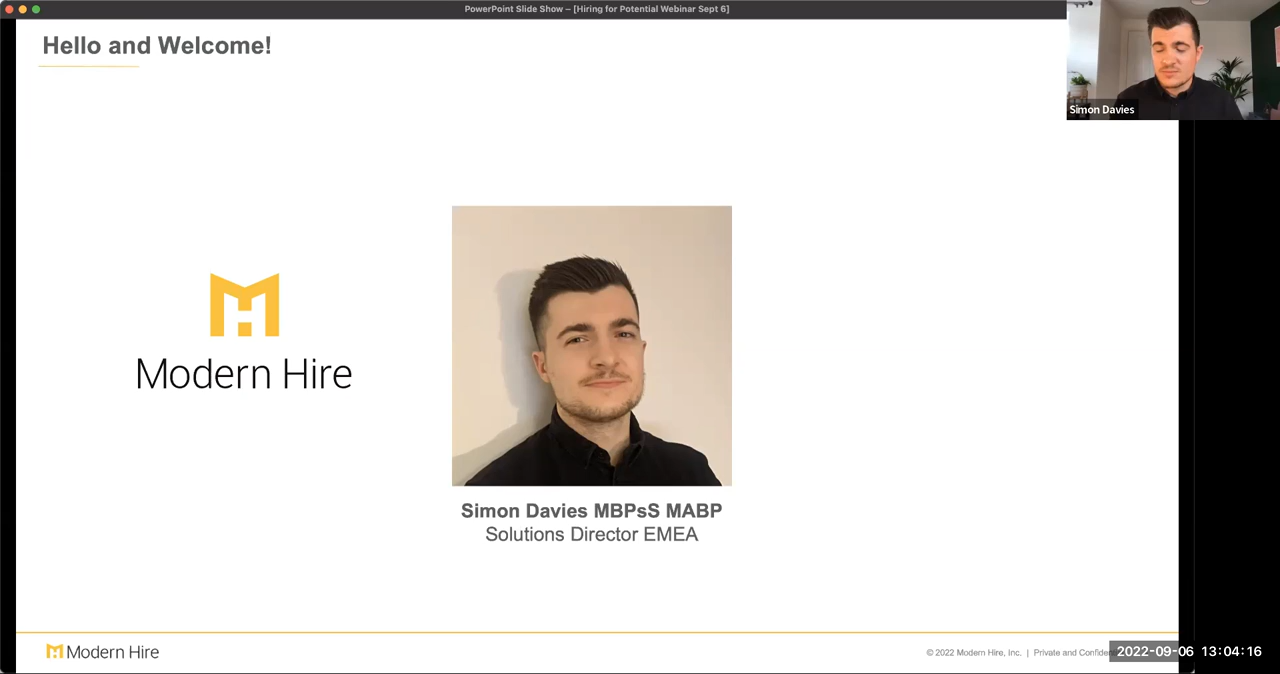 PowerPoint Slide Show – [Hiring for Potential Webinar Sept 6]
Hello and Welcome!
Simon Davies
Modern Hire
Simon Davies MBPsS MABP
Solutions Director EMEA
Modern Hire
© 2022 Modern Hire, Inc. | Private and Confiden
2022-09-06 13:04:16